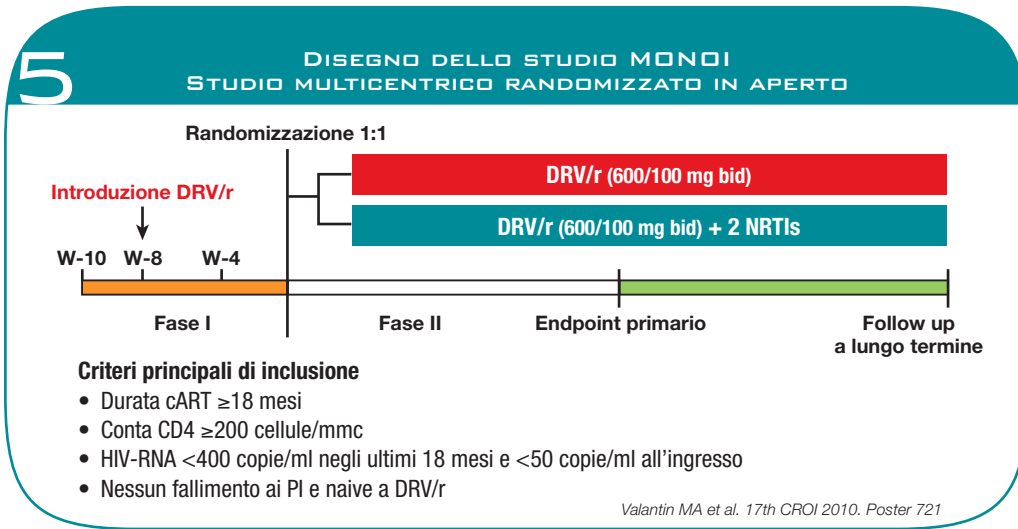 5
DISEGNO DELLO STUDIO MONOI
STUDIO MULTICENTRICO RANDOMIZZATO IN APERTO
Randomizzazione 1:1
DRV/r (600/100 mg bid)
Introduzione DRV/r
DRV/r (600/100 mg bid) + 2 NRTIs
W-10 W-8 W-4
Fase I Fase II Endpoint primario Follow up
a lungo termine
Criteri principali di inclusione
• Durata cART ≥18 mesi
• Conta CD4 ≥200 cellule/mmc
• HIV-RNA <400 copie/ml negli ultimi 18 mesi e <50 copie/ml all'ingresso
• Nessun fallimento ai PI e naive a DRV/r
Valantin MA et al. 17th CROI 2010. Poster 721